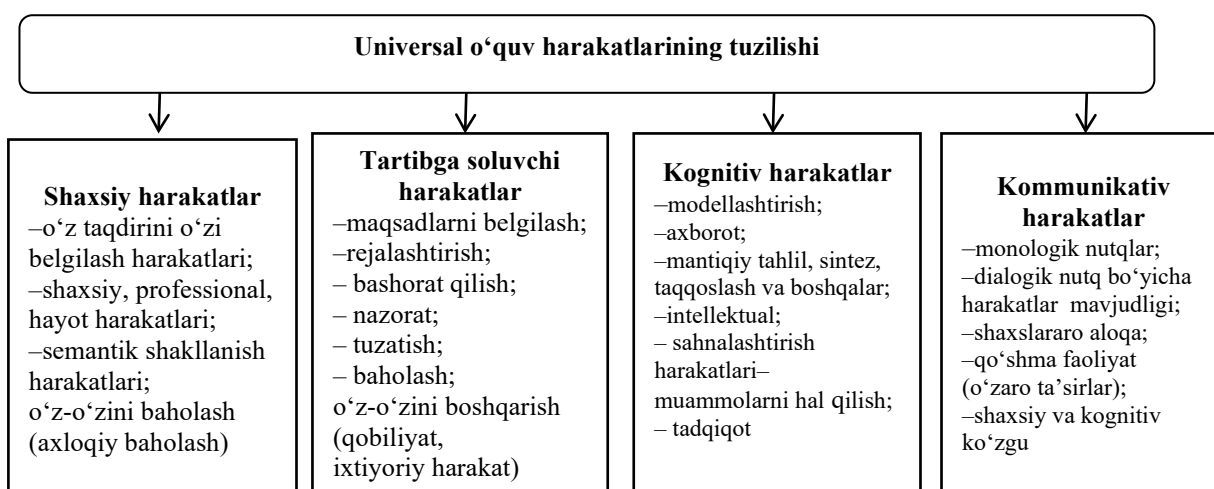 Universal o‘quv harakatlarining tuzilishi
Shaxsiy harakatlar
–o‘z taqdirini o‘zi
belgilash harakatlari;
–shaxsiy, professional,
hayot harakatlari;
–semantik shakllanish
harakatlari;
o‘z-o‘zini baholash
(axloqiy baholash)
Tartibga soluvchi
harakatlar
–maqsadlarni belgilash;
–rejalashtirish;
– bashorat qilish;
– nazorat;
– tuzatish;
– baholash;
o‘z-o‘zini boshqarish
(qobiliyat,
ixtiyoriy harakat)
Kognitiv harakatlar
–modellashtirish;
–axborot;
–mantiqiy tahlil, sintez,
taqqoslash va boshqalar;
–intellektual;
– sahnalashtirish
harakatlari–
muammolarni hal qilish;
– tadqiqot
Kommunikativ
harakatlar
–monologik nutqlar;
–dialogik nutq bo‘yicha
harakatlar mavjudligi;
–shaxslararo aloqa;
–qo‘shma faoliyat
(o‘zaro ta’sirlar);
–shaxsiy va kognitiv
ko‘zgu